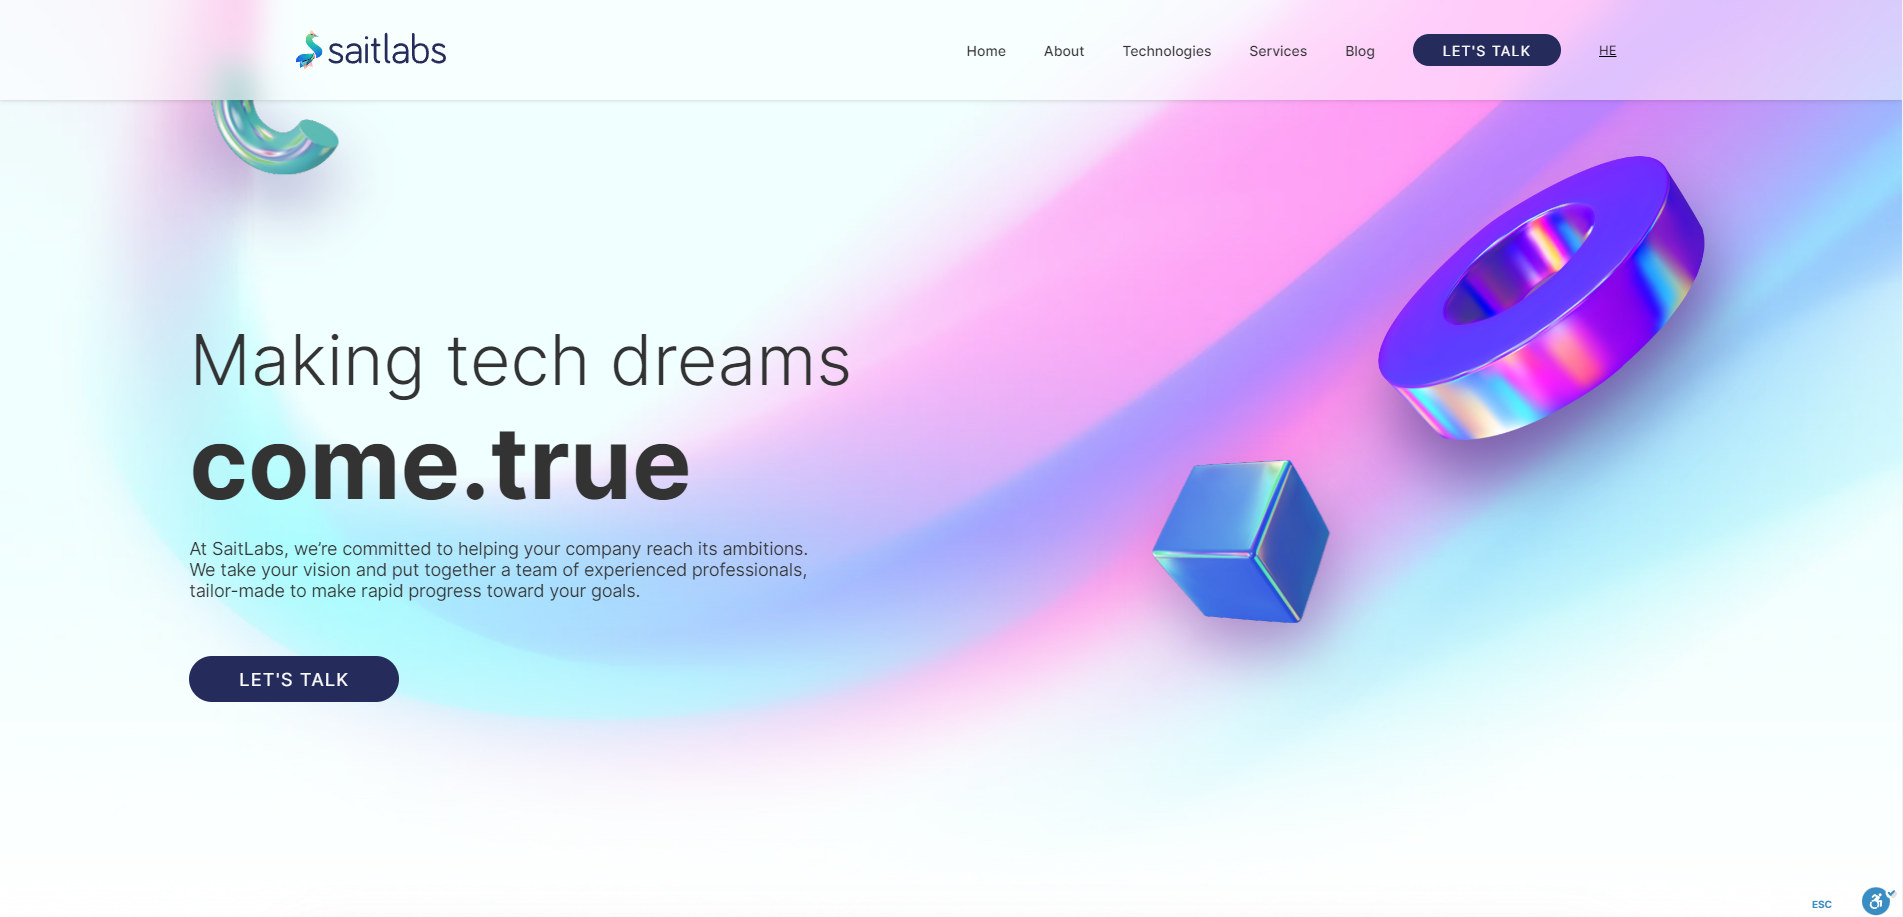 saitlabs
Home About Technologies Services Blog LET'S TALK HE
Making tech dreams
come.true
At SaitLabs, we’re committed to helping your company reach its ambitions.
We take your vision and put together a team of experienced professionals,
tailor-made to make rapid progress toward your goals.
LET'S TALK
ESC